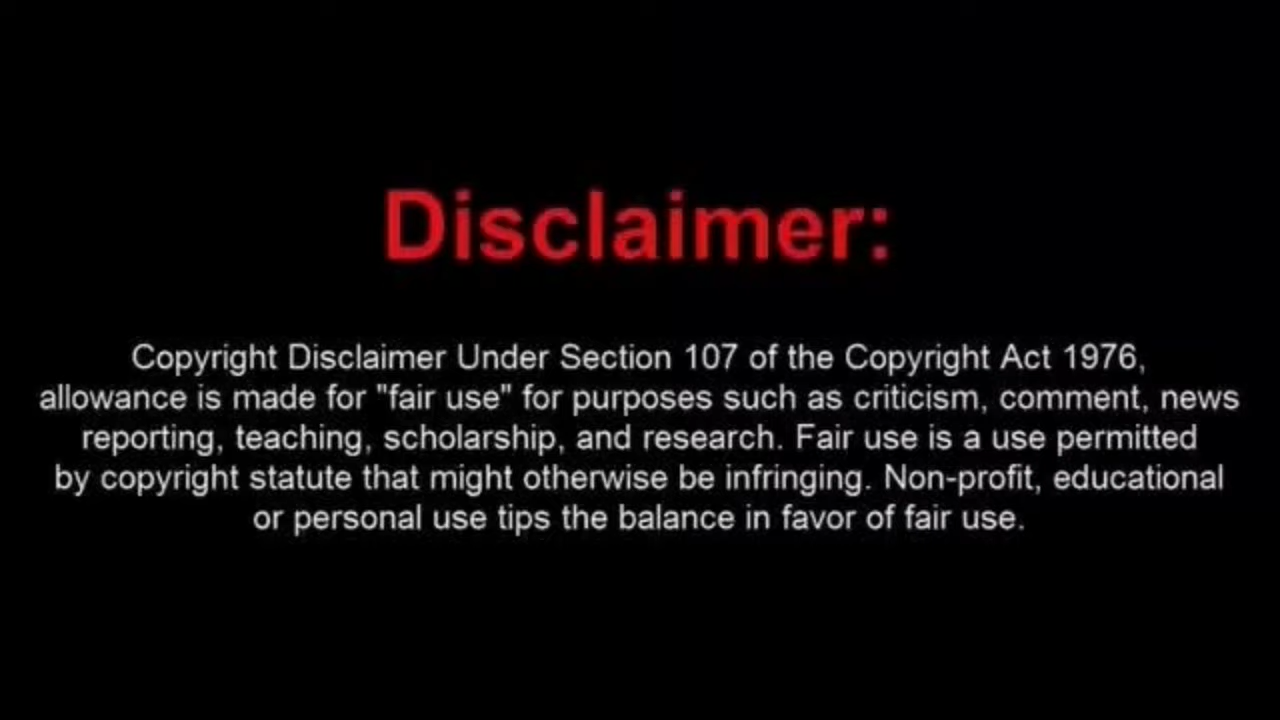 Disclaimer:
Copyright Disclaimer Under Section 107 of the Copyright Act 1976,
allowance is made for "fair use" for purposes such as criticism, comment, news
reporting, teaching, scholarship, and research. Fair use is a use permitted
by copyright statute that might otherwise be infringing. Non-profit, educational
or personal use tips the balance in favor of fair use.